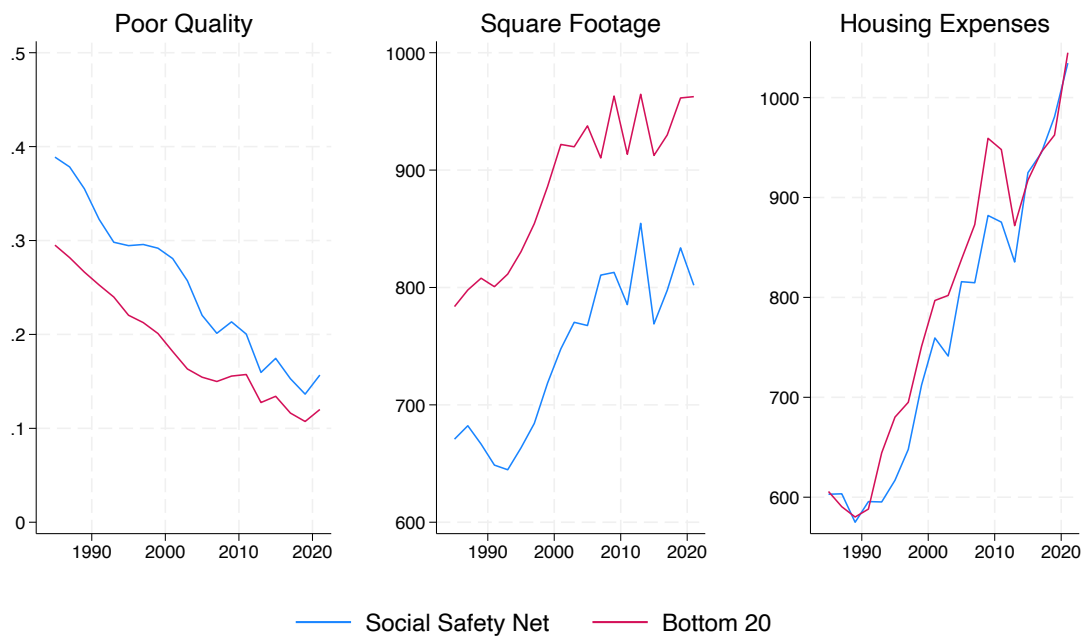 Poor Quality
.5
.4
.3
.2
.1
0
1990 2000 2010 2020
Square Footage
1000
900
800
700
600
1990 2000 2010 2020
Housing Expenses
1000
900
800
700
600
1990 2000 2010 2020
Social Safety Net Bottom 20